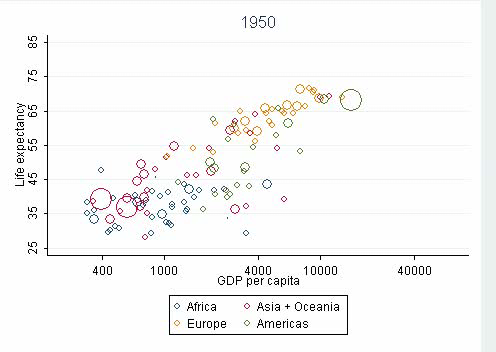 1950
Life expectancy
85
75
65
55
45
35
25
400 1000 4000 10000 40000
GDP per capita
Africa Asia + Oceania
Europe Americas